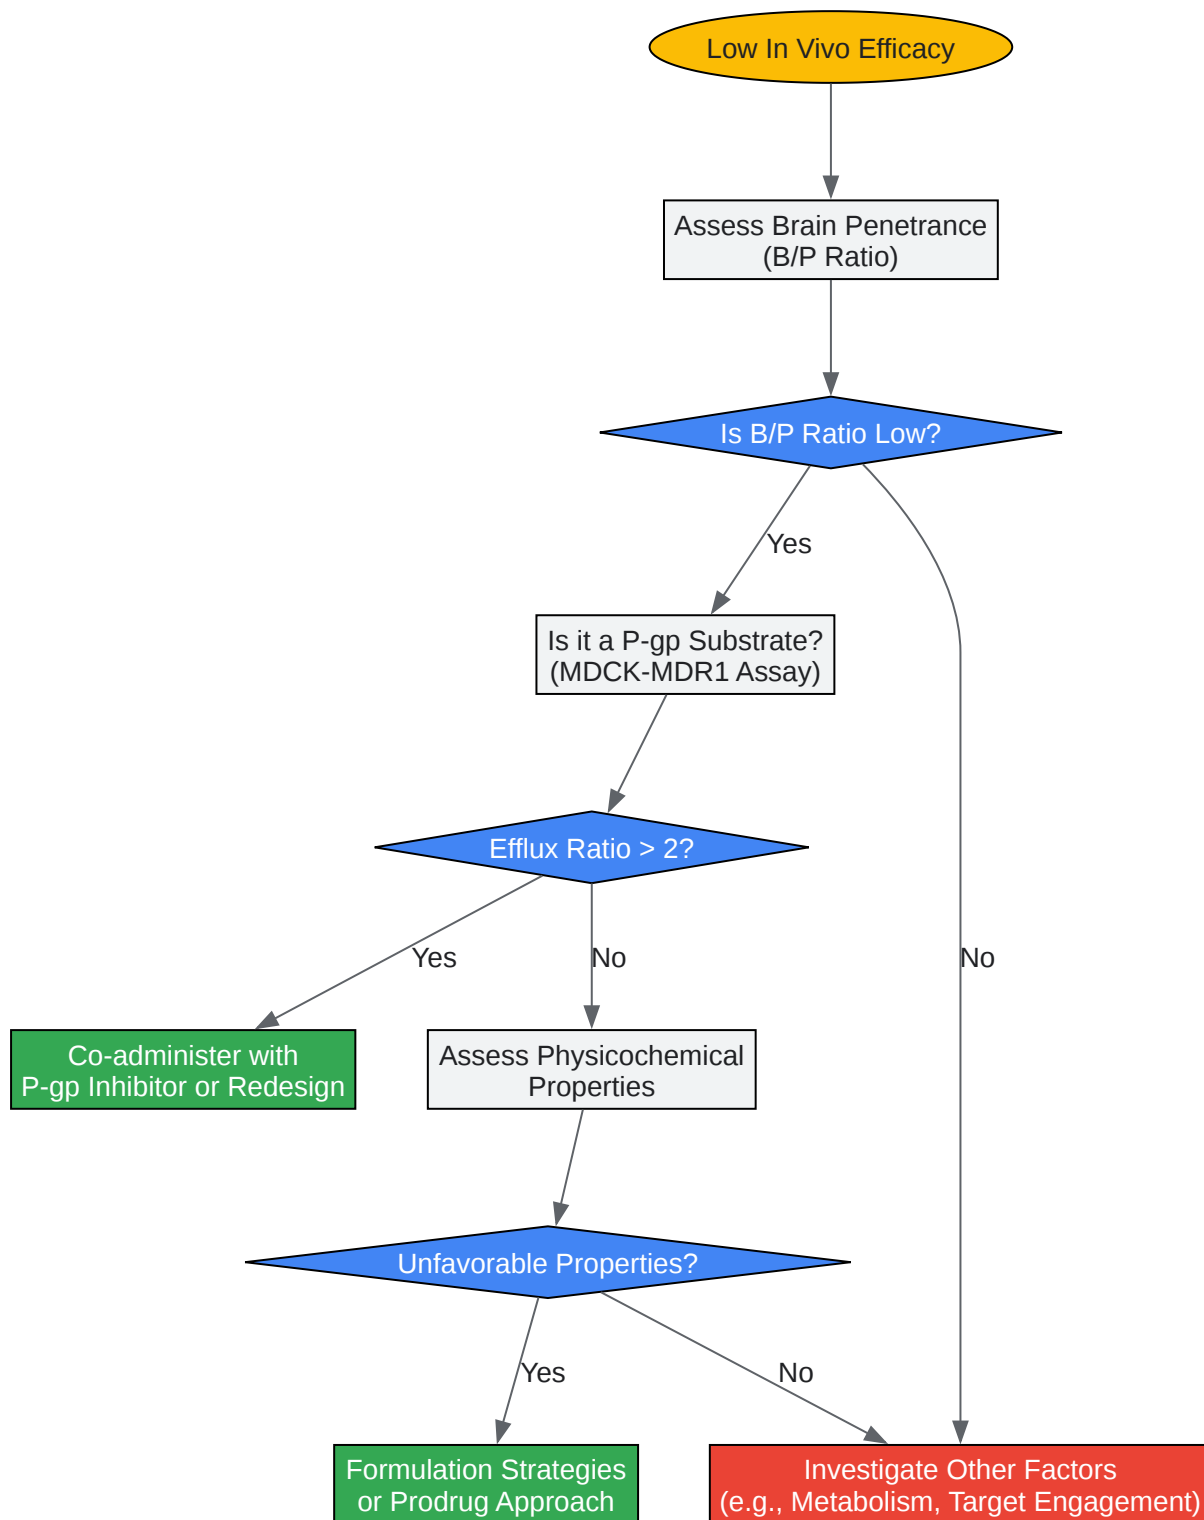 Low In Vivo Efficacy
Assess Brain Penetrance
(B/P Ratio)
Is B/P Ratio Low?
Yes
Is it a P-gp Substrate?
(MDCK-MDR1 Assay)
Efflux Ratio > 2?
Yes
No
No
Co-administer with
P-gp Inhibitor or Redesign
Assess Physicochemical
Properties
Unfavorable Properties?
Yes
No
Formulation Strategies
or Prodrug Approach
Investigate Other Factors
(e.g., Metabolism, Target Engagement)